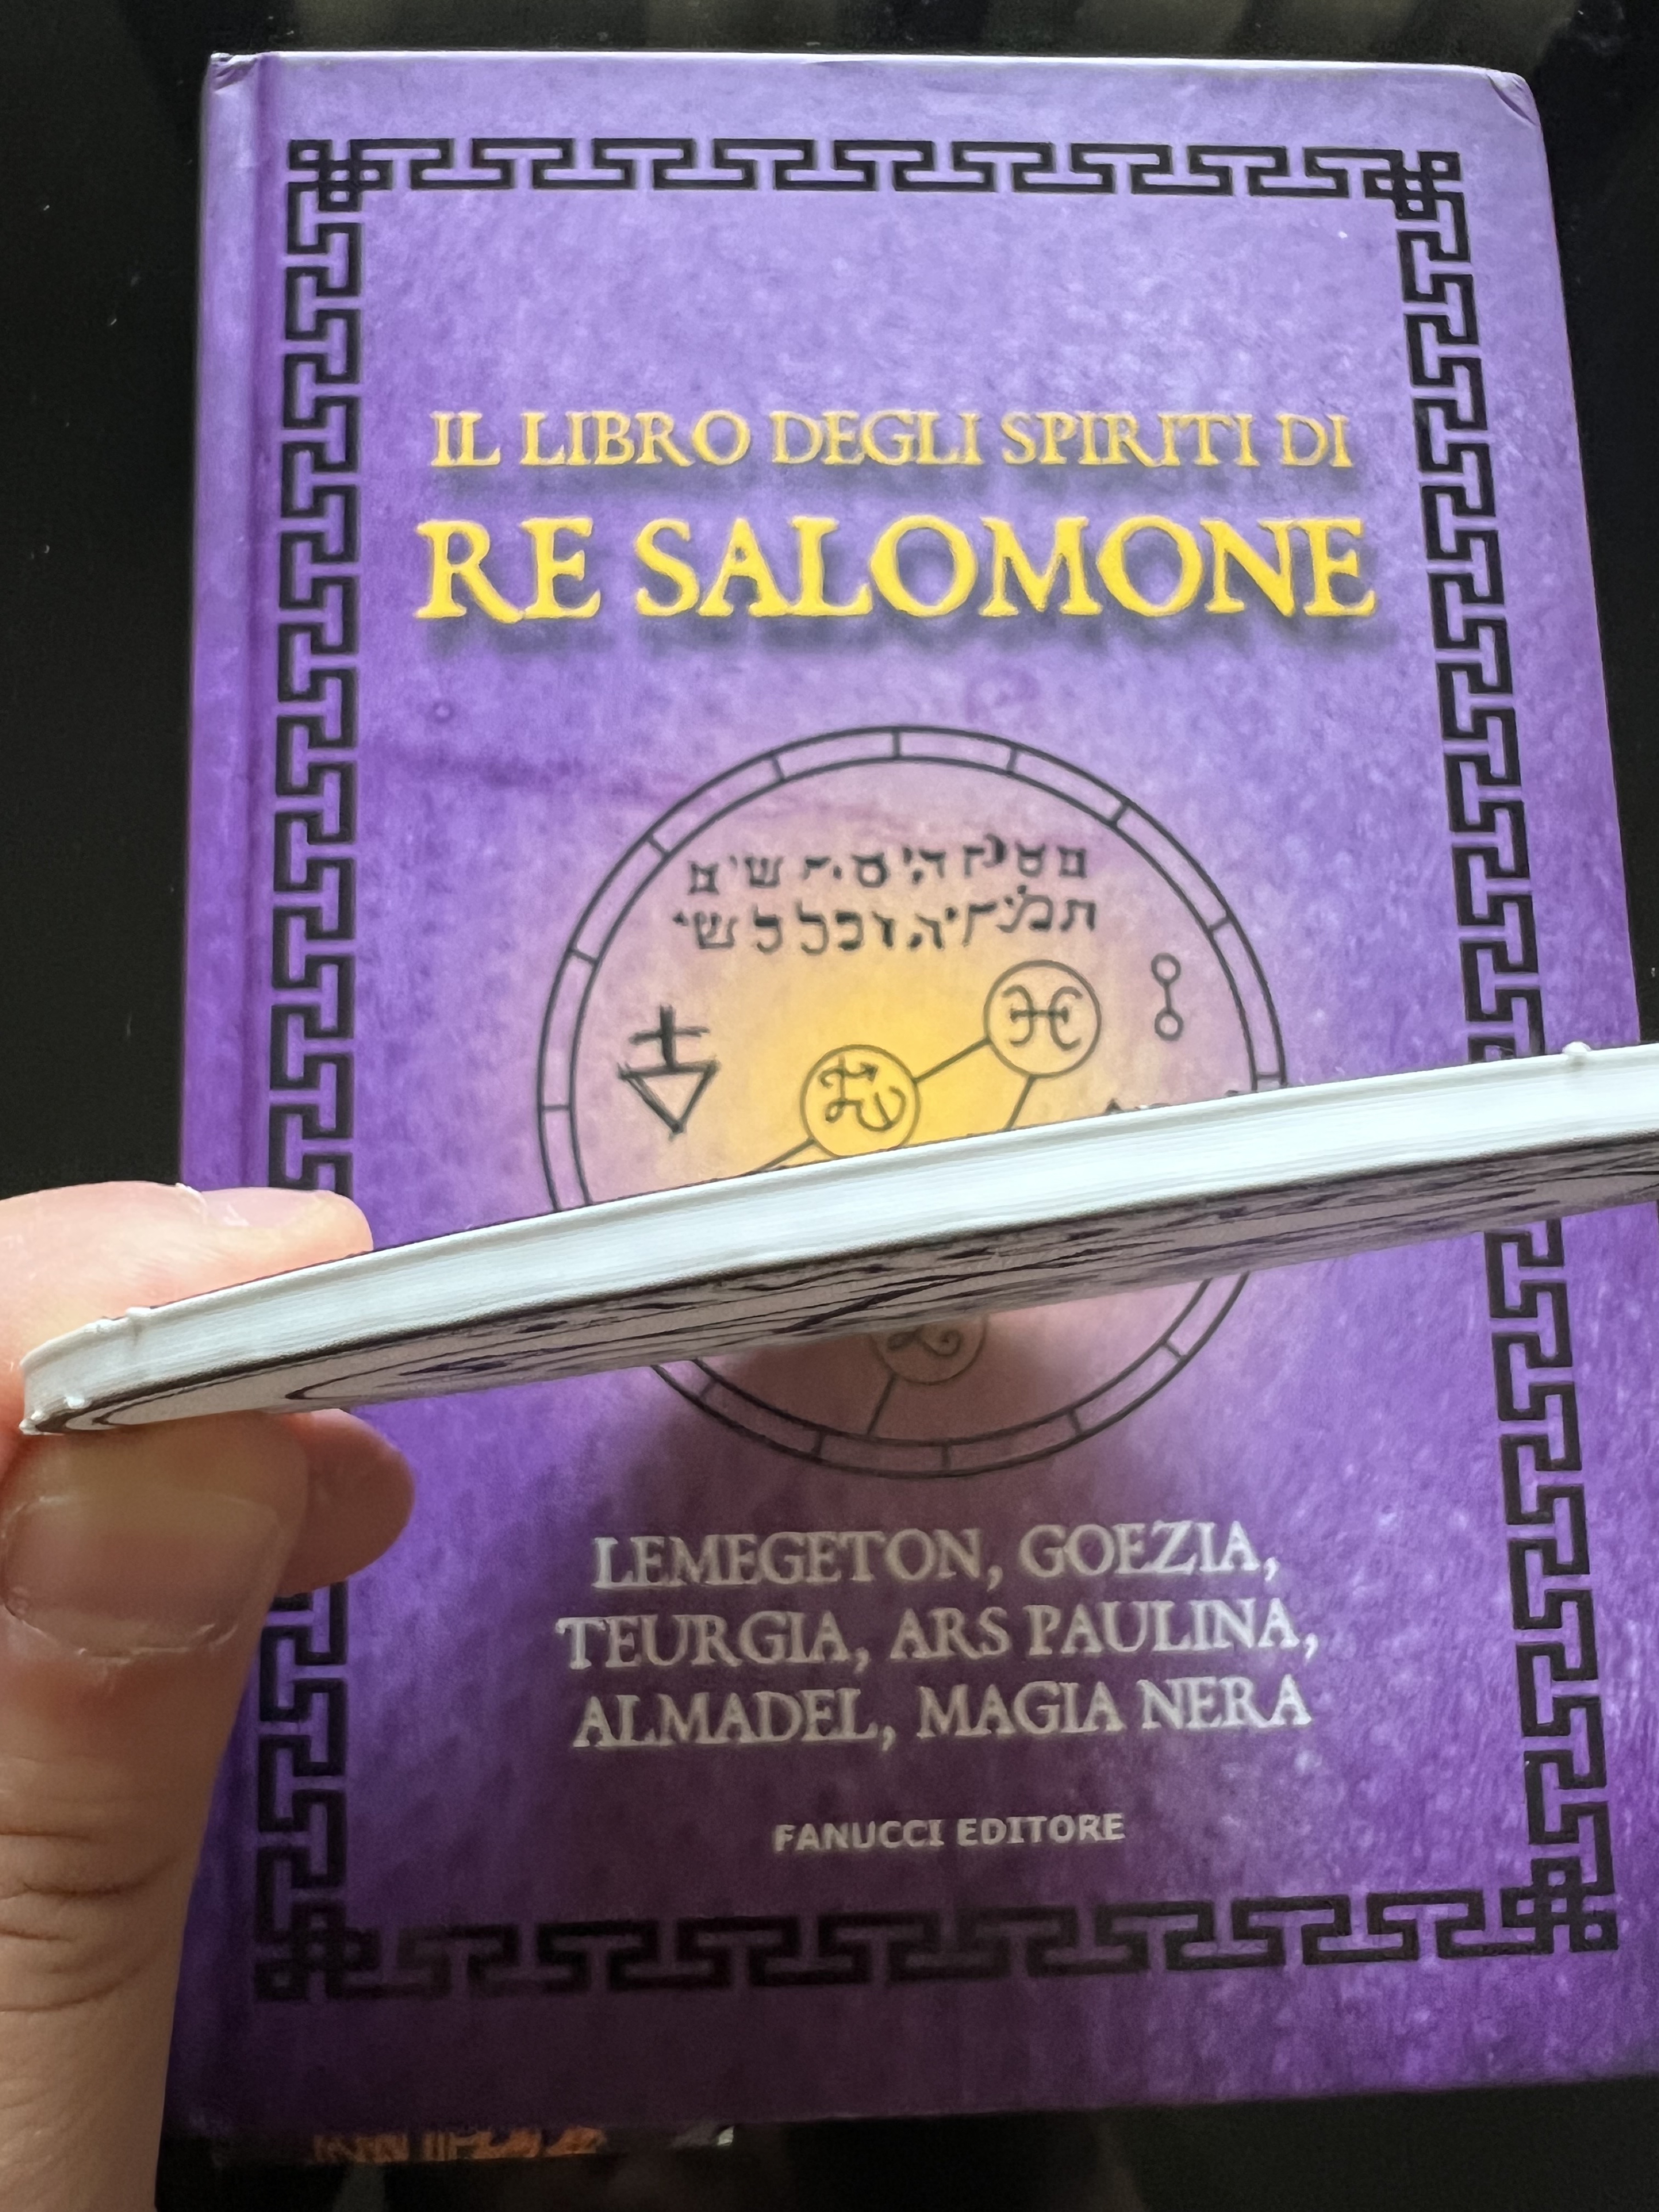 IL LIBRO DEGLI SPIRITI DI
RE SALOMONE
LEMEGETON, GOEZIA,
TEURGIA, ARS PAULINA,
ALMADEL, MAGIA NERA
FANUCCI EDITORE